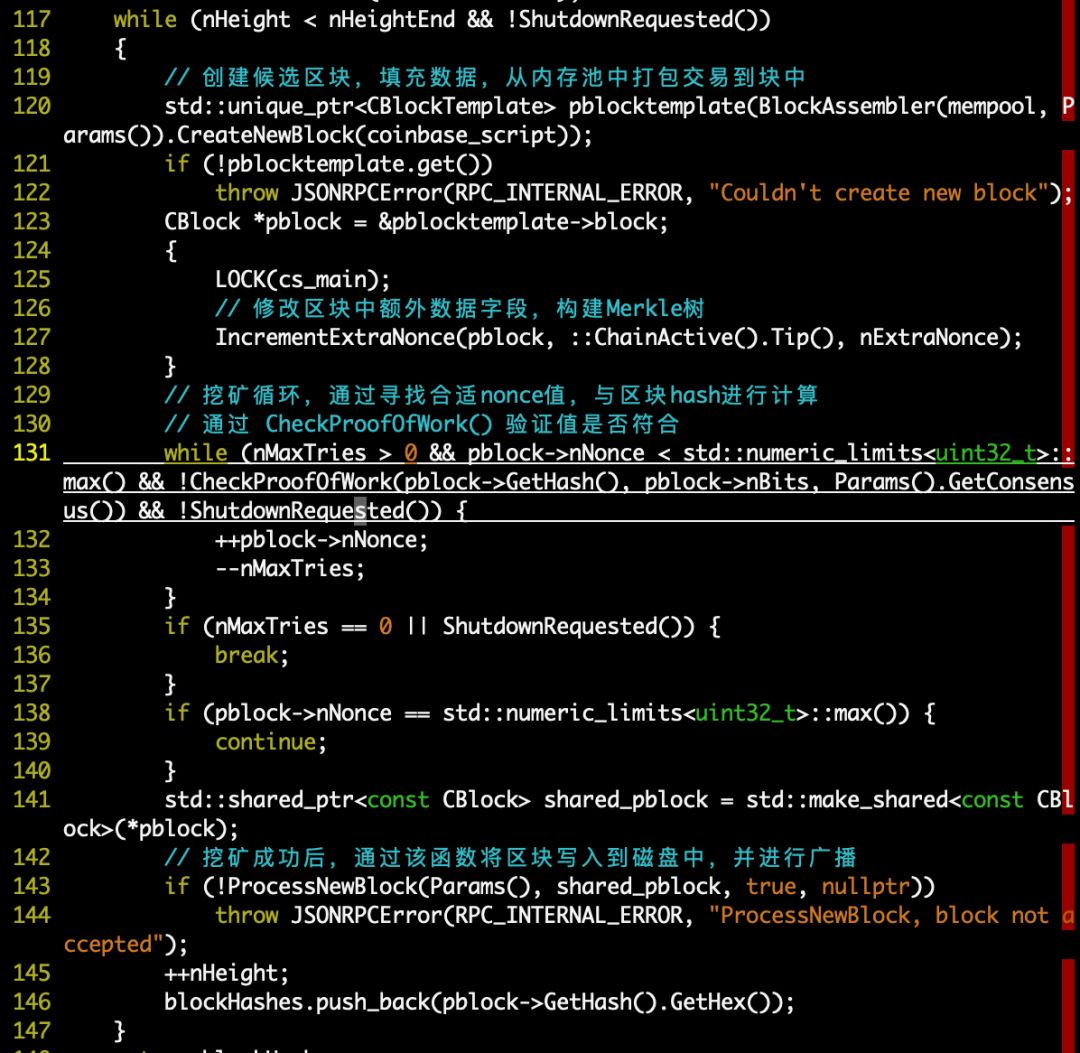 117     while (nHeight < nHeightEnd && !ShutdownRequested())
118     {
119         // 创建候选区块，填充数据，从内存池中打包交易到块中
120         std::unique_ptr<CBlockTemplate> pblocktemplate(BlockAssembler(mempool, P
arams()).CreateNewBlock(coinbase_script));
121         if (!pblocktemplate.get())
122             throw JSONRPCError(RPC_INTERNAL_ERROR, "Couldn't create new block");
123         CBlock *pblock = &pblocktemplate->block;
124         {
125             LOCK(cs_main);
126             // 修改区块中额外数据字段，构建Merkle树
127             IncrementExtraNonce(pblock, ::ChainActive().Tip(), nExtraNonce);
128         }
129         // 挖矿循环，通过寻找合适nonce值，与区块hash进行计算
130         // 通过 CheckProofOfWork() 验证值是否符合
131         while (nMaxTries > 0 && pblock->nNonce < std::numeric_limits<uint32_t>::
max() && !CheckProofOfWork(pblock->GetHash(), pblock->nBits, Params().GetConsens
us()) && !ShutdownRequested()) {
132             ++pblock->nNonce;
133             --nMaxTries;
134         }
135         if (nMaxTries == 0 || ShutdownRequested()) {
136             break;
137         }
138         if (pblock->nNonce == std::numeric_limits<uint32_t>::max()) {
139             continue;
140         }
141         std::shared_ptr<const CBlock> shared_pblock = std::make_shared<const CBl
ock>(*pblock);
142         // 挖矿成功后，通过该函数将区块写入到磁盘中，并进行广播
143         if (!ProcessNewBlock(Params(), shared_pblock, true, nullptr))
144             throw JSONRPCError(RPC_INTERNAL_ERROR, "ProcessNewBlock, block not a
ccepted");
145         ++nHeight;
146         blockHashes.push_back(pblock->GetHash().GetHex());
147     }